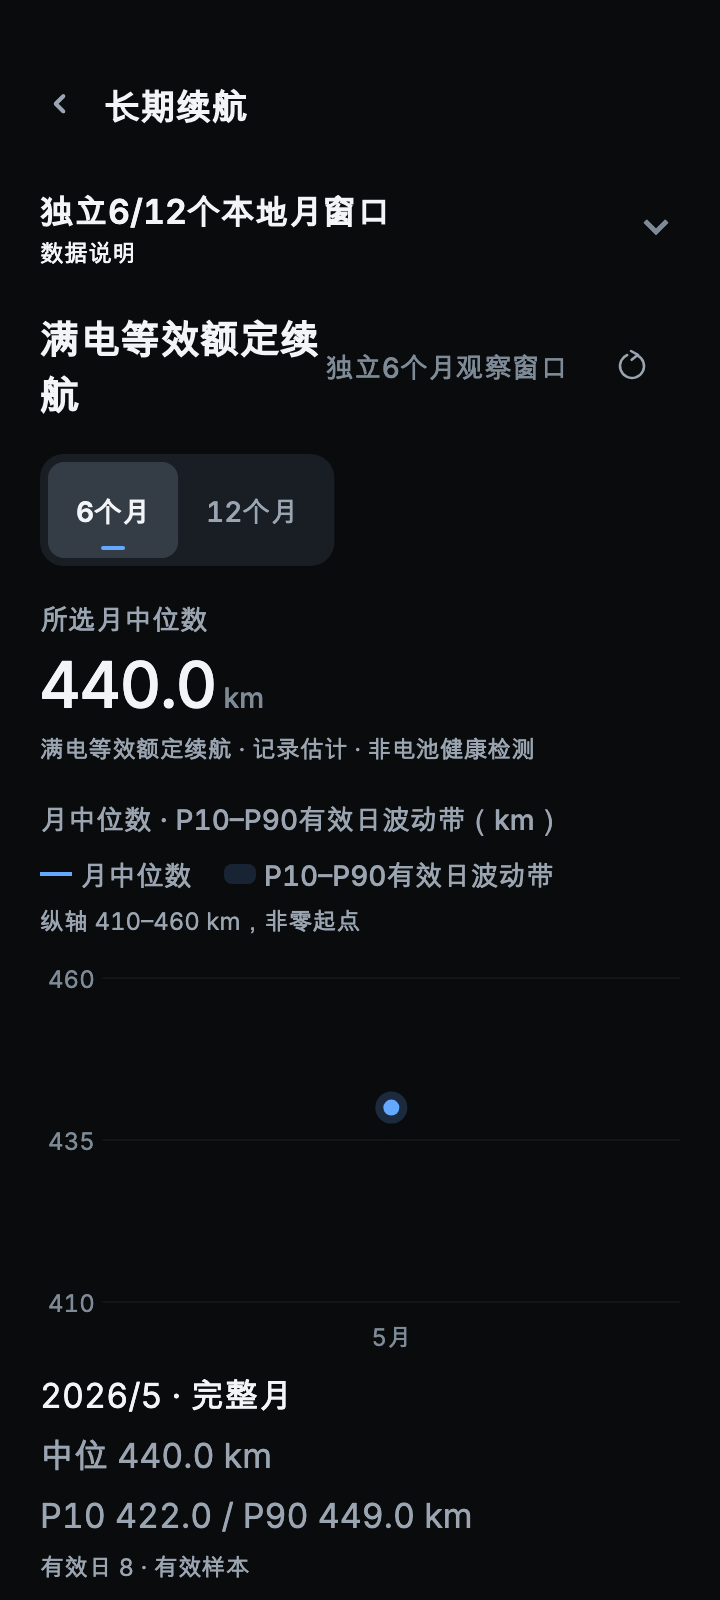 长期续航
独立6/12个本地月窗口
数据说明
满电等效额定续
航
独立6个月观察窗口
6个月
12个月
所选月中位数
440.0 km
满电等效额定续航 · 记录估计 · 非电池健康检测
月中位数 · P10–P90有效日波动带（km）
月中位数
P10–P90有效日波动带
纵轴 410–460 km，非零起点
460
435
410
5月
2026/5 · 完整月
中位 440.0 km
P10 422.0 / P90 449.0 km
有效日 8 · 有效样本